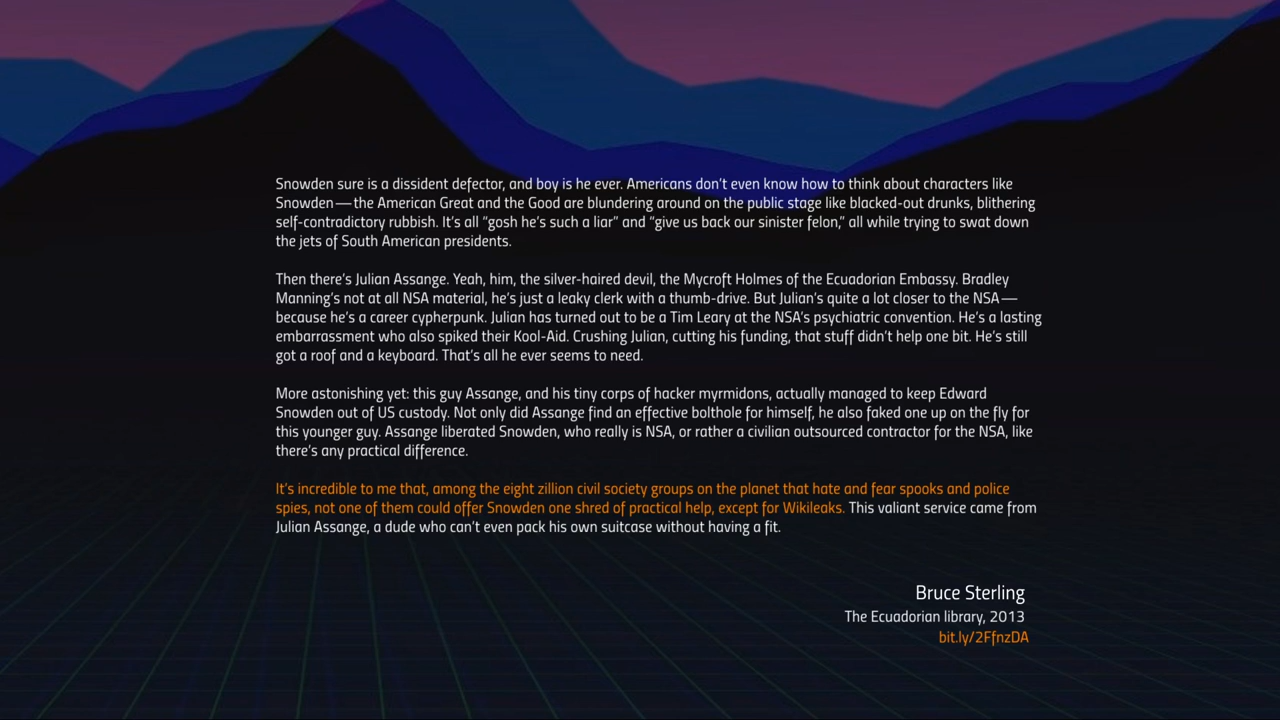 Snowden sure is a dissident defector, and boy is he ever. Americans don’t even know how to think about characters like
Snowden — the American Great and the Good are blundering around on the public stage like blacked-out drunks, blithering
self-contradictory rubbish. It’s all “gosh he’s such a liar” and “give us back our sinister felon,” all while trying to swat down
the jets of South American presidents.
Then there’s Julian Assange. Yeah, him, the silver-haired devil, the Mycroft Holmes of the Ecuadorian Embassy. Bradley
Manning’s not at all NSA material, he’s just a leaky clerk with a thumb-drive. But Julian’s quite a lot closer to the NSA —
because he’s a career cypherpunk. Julian has turned out to be a Tim Leary at the NSA’s psychiatric convention. He’s a lasting
embarrassment who also spiked their Kool-Aid. Crushing Julian, cutting his funding, that stuff didn’t help one bit. He’s still
got a roof and a keyboard. That’s all he ever seems to need.
More astonishing yet: this guy Assange, and his tiny corps of hacker myrmidons, actually managed to keep Edward
Snowden out of US custody. Not only did Assange find an effective bolthole for himself, he also faked one up on the fly for
this younger guy. Assange liberated Snowden, who really is NSA, or rather a civilian outsourced contractor for the NSA, like
there’s any practical difference.
It’s incredible to me that, among the eight zillion civil society groups on the planet that hate and fear spooks and police
spies, not one of them could offer Snowden one shred of practical help, except for Wikileaks. This valiant service came from
Julian Assange, a dude who can’t even pack his own suitcase without having a fit.
Bruce Sterling
The Ecuadorian library, 2013
bit.ly/2FfnzDA